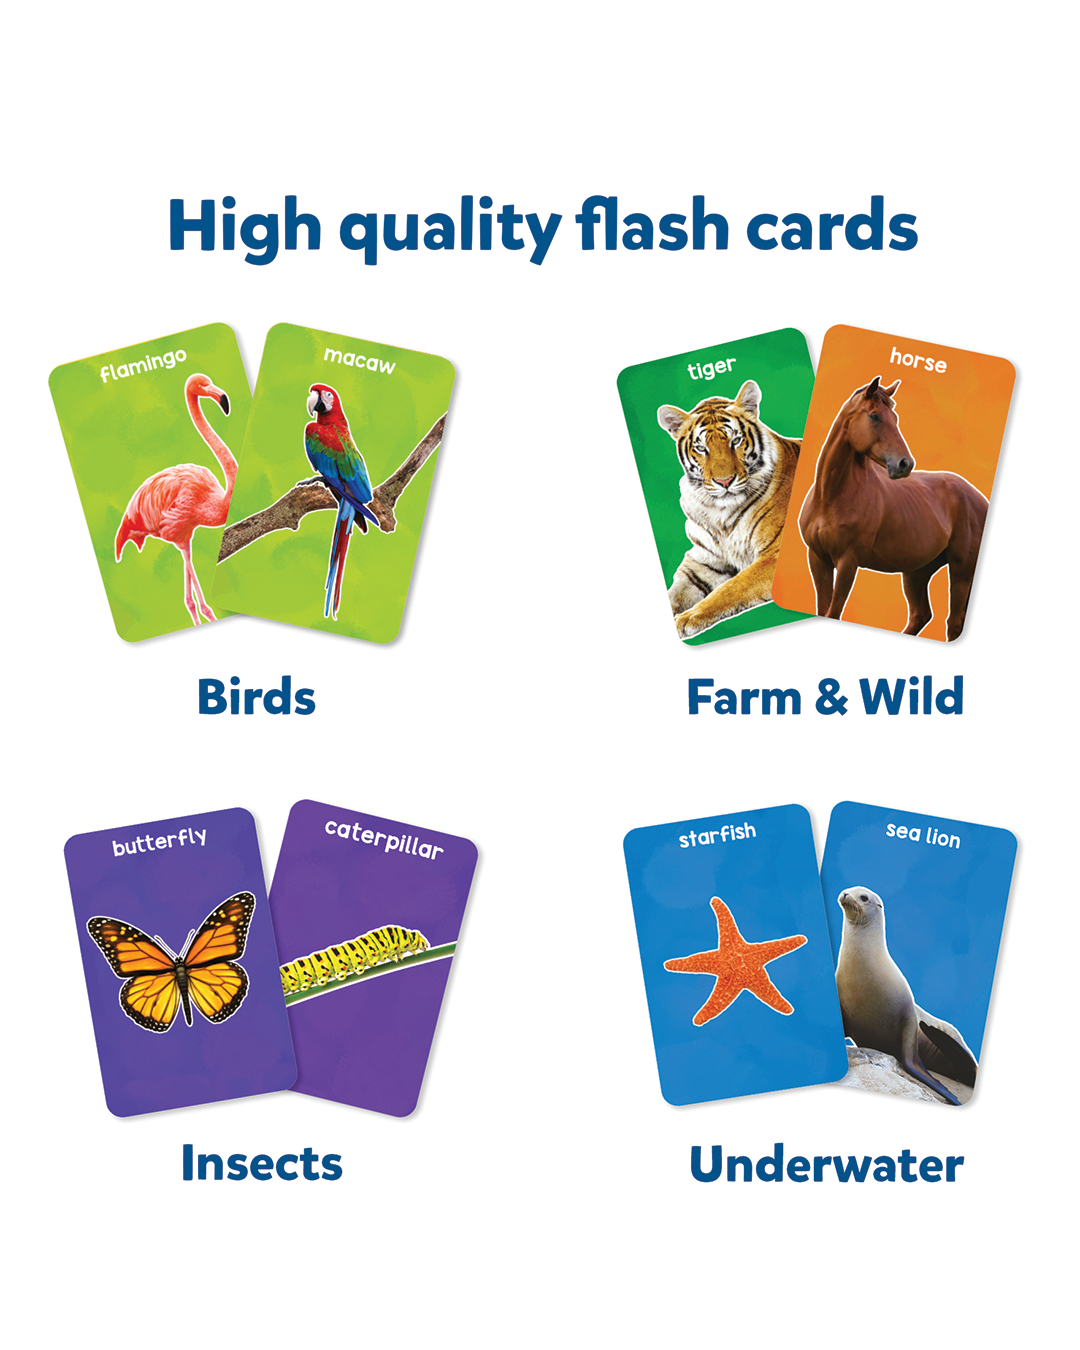 High quality flash cards
flamingo
macaw
tiger
horse
Birds
Farm & Wild
butterfly
caterpillar
starfish
sea lion
Insects
Underwater